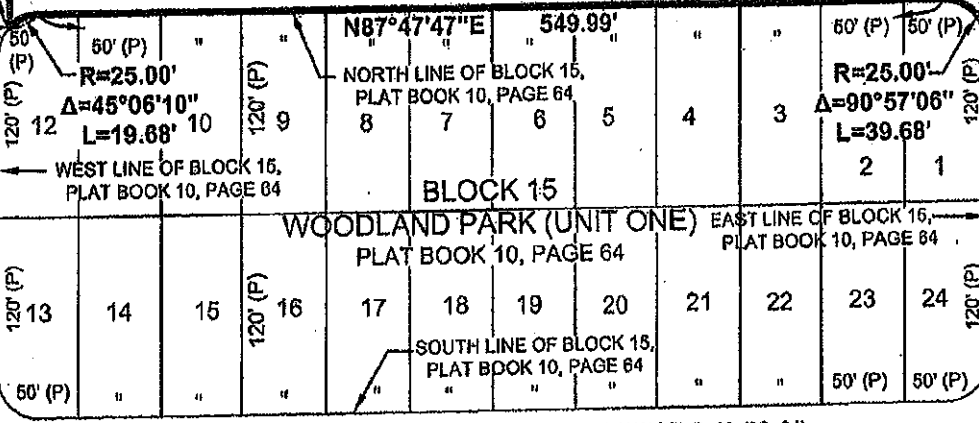 N87°47'47"E 549.99'
50' (P)
60' (P) " " " " " " " " 60' (P) 50' (P)
R=25.00'
Δ=45°06'10"
L=19.68'
NORTH LINE OF BLOCK 15,
PLAT BOOK 10, PAGE 64
R=25.00'
Δ=90°57'06"
L=39.68'
120' (P) 12 10 120' (P) 9 8 7 6 5 4 3 2 1 120' (P)
WEST LINE OF BLOCK 15,
PLAT BOOK 10, PAGE 64
BLOCK 15
WOODLAND PARK (UNIT ONE)
PLAT BOOK 10, PAGE 64
EAST LINE OF BLOCK 15,
PLAT BOOK 10, PAGE 64
120' (P) 13 14 15 120' (P) 16 17 18 19 20 21 22 23 24 120' (P)
SOUTH LINE OF BLOCK 15,
PLAT BOOK 10, PAGE 64
50' (P) " " " " " " " " " 50' (P) 50' (P)